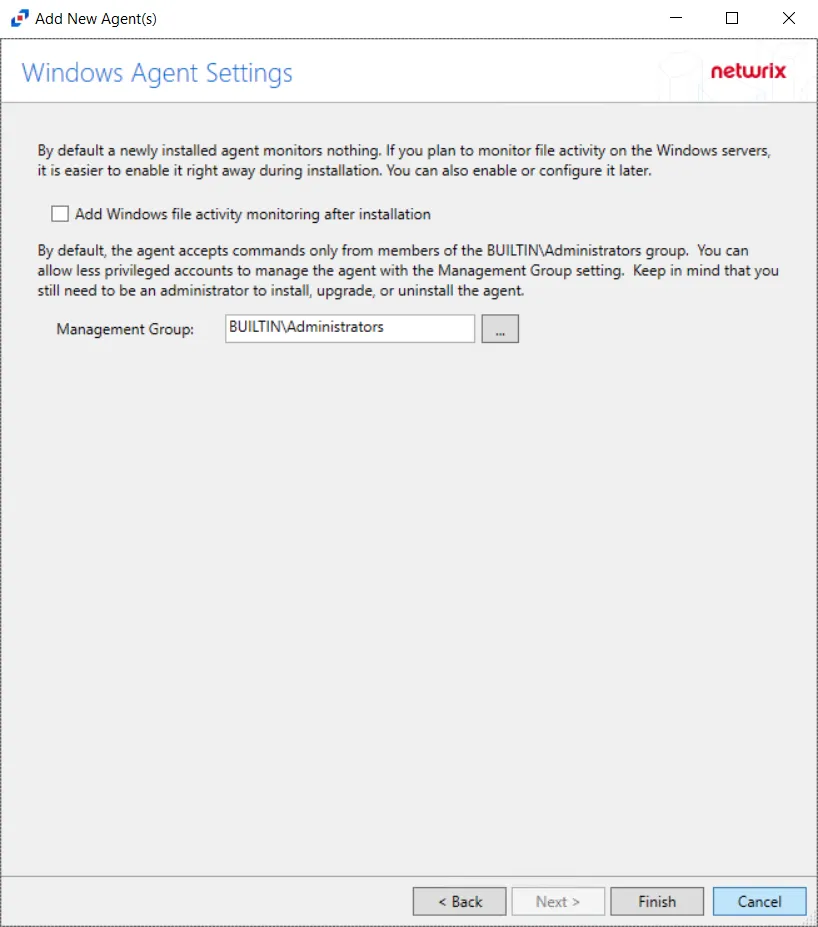 Add New Agent(s)
Windows Agent Settings
netwrix
By default a newly installed agent monitors nothing. If you plan to monitor file activity on the Windows servers,
it is easier to enable it right away during installation. You can also enable or configure it later.
Add Windows file activity monitoring after installation
By default, the agent accepts commands only from members of the BUILTIN\Administrators group.  You can
allow less privileged accounts to manage the agent with the Management Group setting.  Keep in mind that you
still need to be an administrator to install, upgrade, or uninstall the agent.
Management Group: BUILTIN\Administrators ...
< Back Next > Finish Cancel